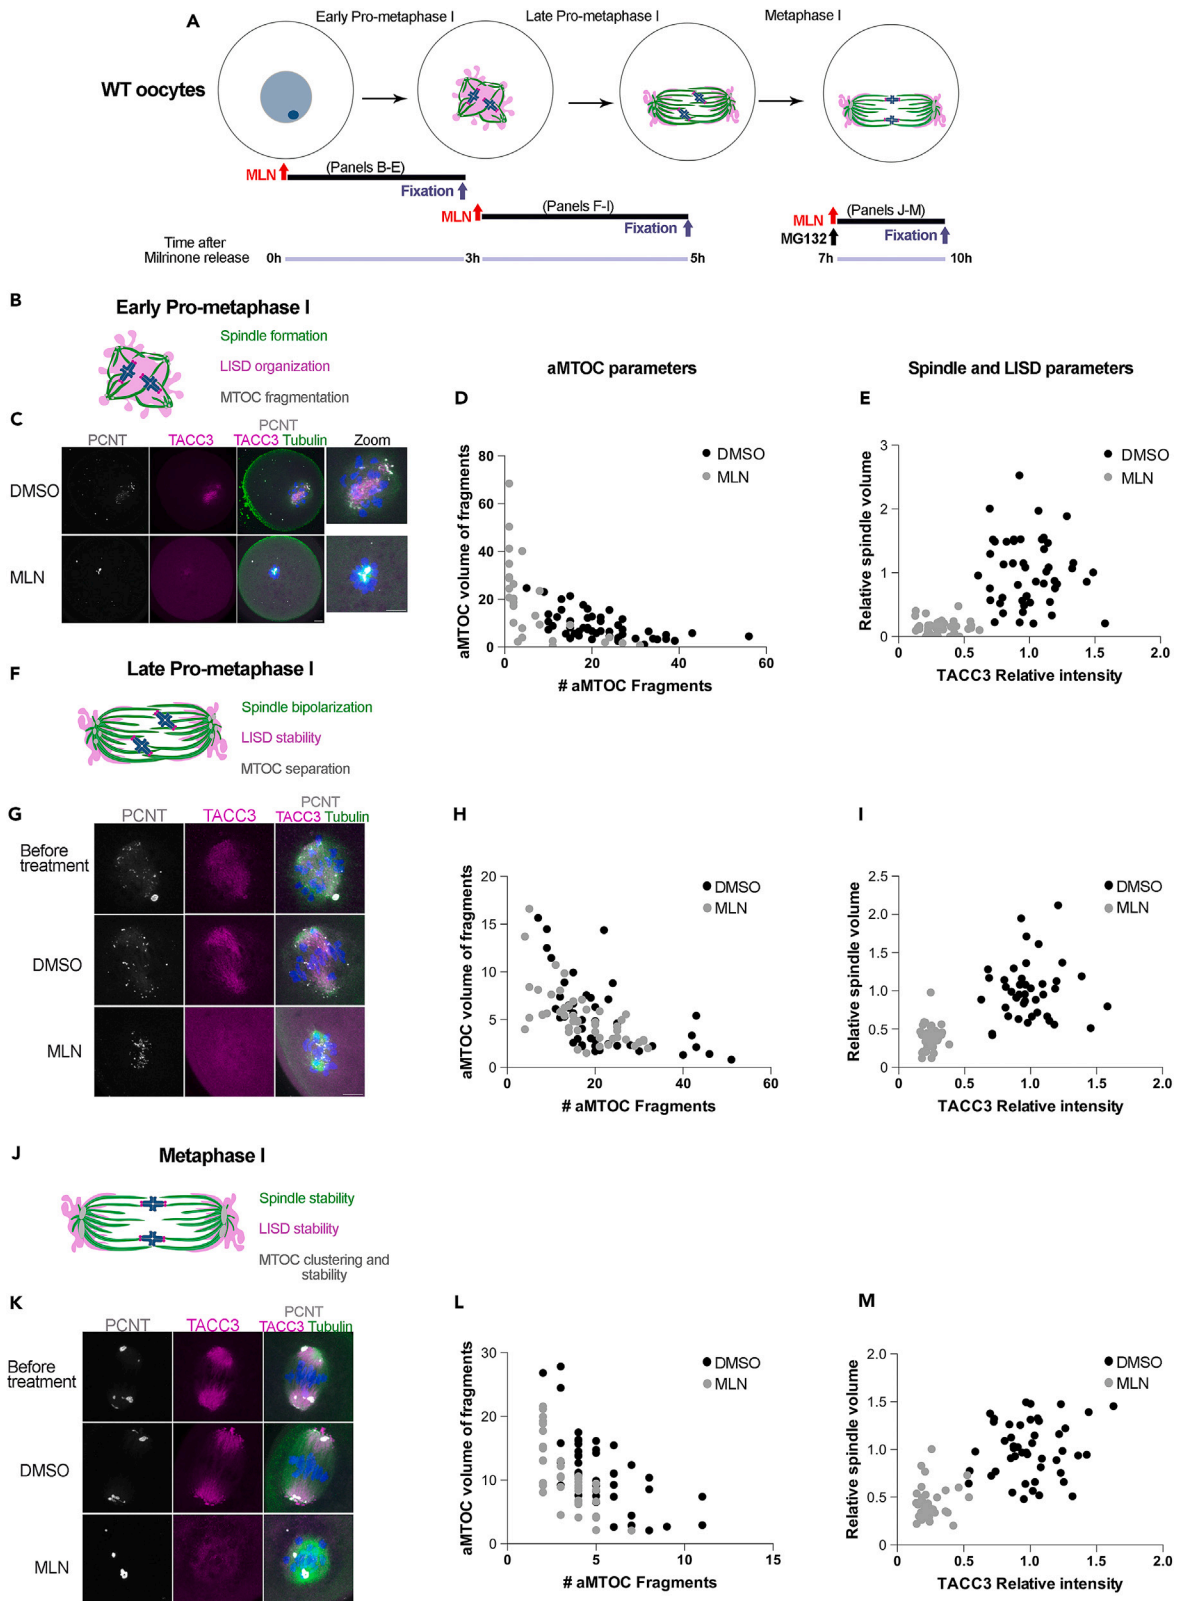 A
Early Pro-metaphase I
Late Pro-metaphase I
Metaphase I
WT oocytes
MLN
(Panels B-E)
Fixation
MLN
(Panels F-I)
Fixation
MLN
(Panels J-M)
MG132
Fixation
Time after
Milrinone release
0h
3h
5h
7h
10h
B
Early Pro-metaphase I
Spindle formation
LISD organization
MTOC fragmentation
aMTOC parameters
Spindle and LISD parameters
C
PCNT
TACC3
PCNT
TACC3 Tubulin
Zoom
DMSO
MLN
D
DMSO
MLN
aMTOC volume of fragments
80
60
40
20
0
0
20
40
60
# aMTOC Fragments
E
DMSO
MLN
Relative spindle volume
3
2
1
0
0
0.5
1.0
1.5
2.0
TACC3 Relative intensity
F
Late Pro-metaphase I
Spindle bipolarization
LISD stability
MTOC separation
G
PCNT
TACC3
PCNT
TACC3 Tubulin
Before
treatment
DMSO
MLN
H
DMSO
MLN
aMTOC volume of fragments
20
15
10
5
0
0
20
40
60
# aMTOC Fragments
I
DMSO
MLN
Relative spindle volume
2.5
2.0
1.5
1.0
0.5
0
0
0.5
1.0
1.5
2.0
TACC3 Relative intensity
J
Metaphase I
Spindle stability
LISD stability
MTOC clustering and
stability
K
PCNT
TACC3
PCNT
TACC3 Tubulin
Before
treatment
DMSO
MLN
L
DMSO
MLN
aMTOC volume of fragments
30
20
10
0
0
5
10
15
# aMTOC Fragments
M
DMSO
MLN
Relative spindle volume
2.0
1.5
1.0
0.5
0
0
0.5
1.0
1.5
2.0
TACC3 Relative intensity